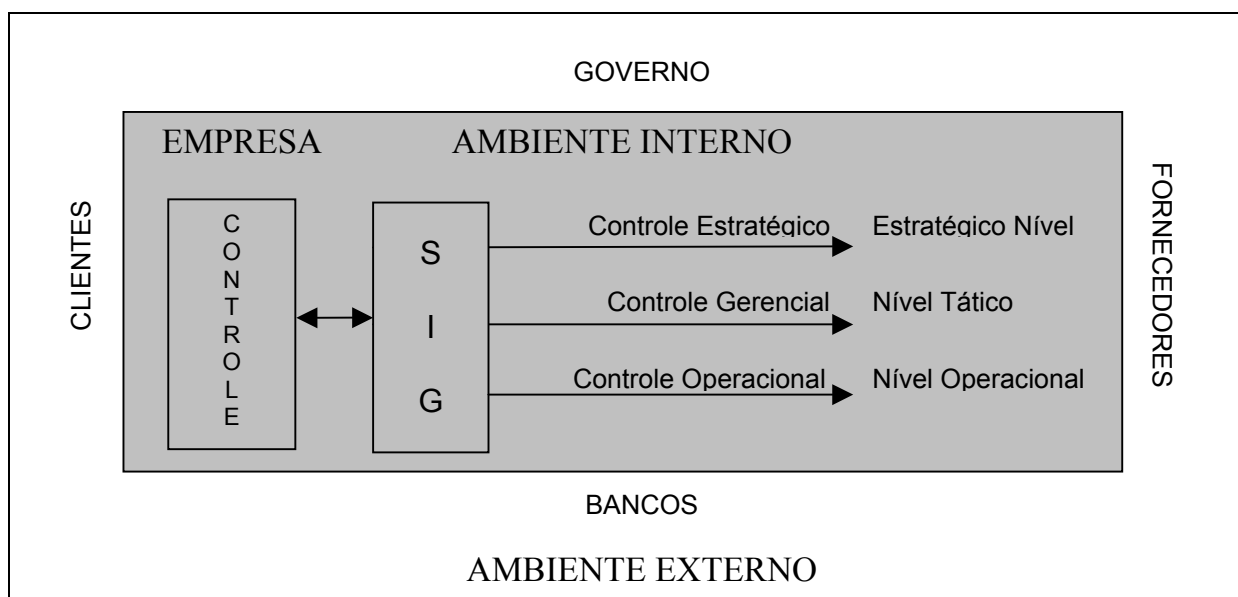 GOVERNO
EMPRESA
AMBIENTE INTERNO
CLIENTES
CONTROLE
S
I
G
Controle Estratégico
Estratégico Nível
Controle Gerencial
Nível Tático
Controle Operacional
Nível Operacional
FORNECEDORES
BANCOS
AMBIENTE EXTERNO